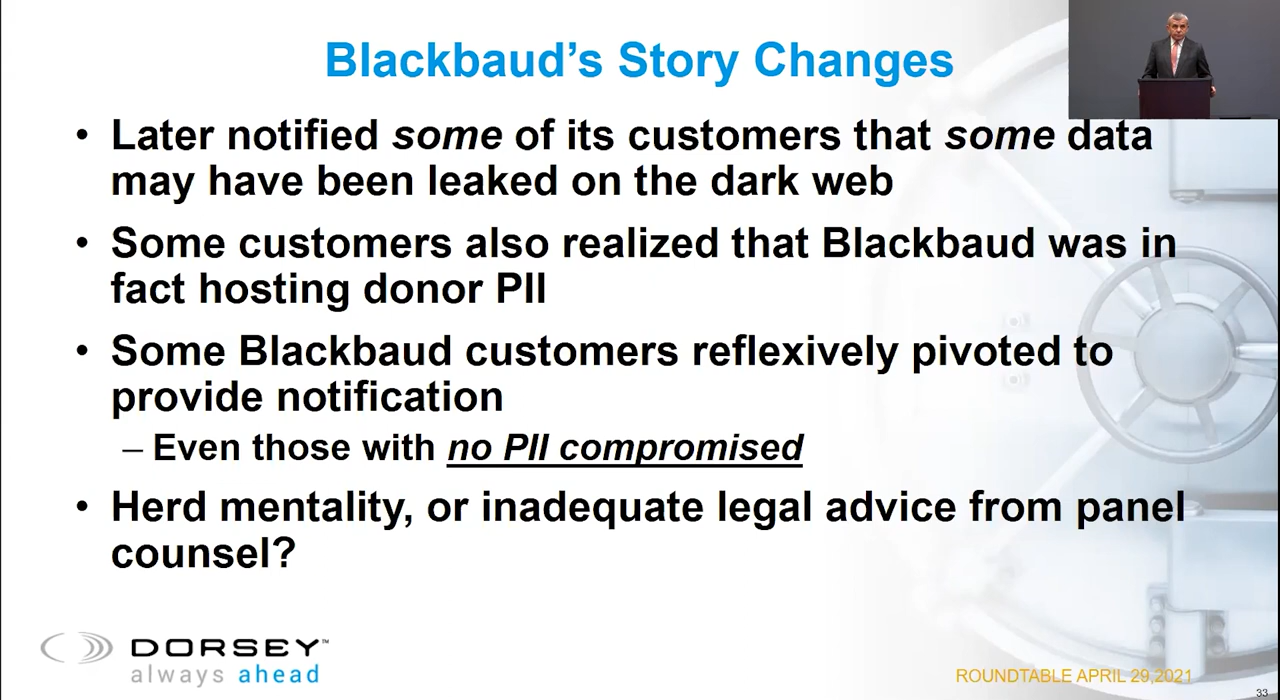 Blackbaud’s Story Changes
• Later notified some of its customers that some data
may have been leaked on the dark web
• Some customers also realized that Blackbaud was in
fact hosting donor PII
• Some Blackbaud customers reflexively pivoted to
provide notification
– Even those with no PII compromised
• Herd mentality, or inadequate legal advice from panel
counsel?
DORSEY™
always ahead
ROUNDTABLE APRIL 29,2021
33